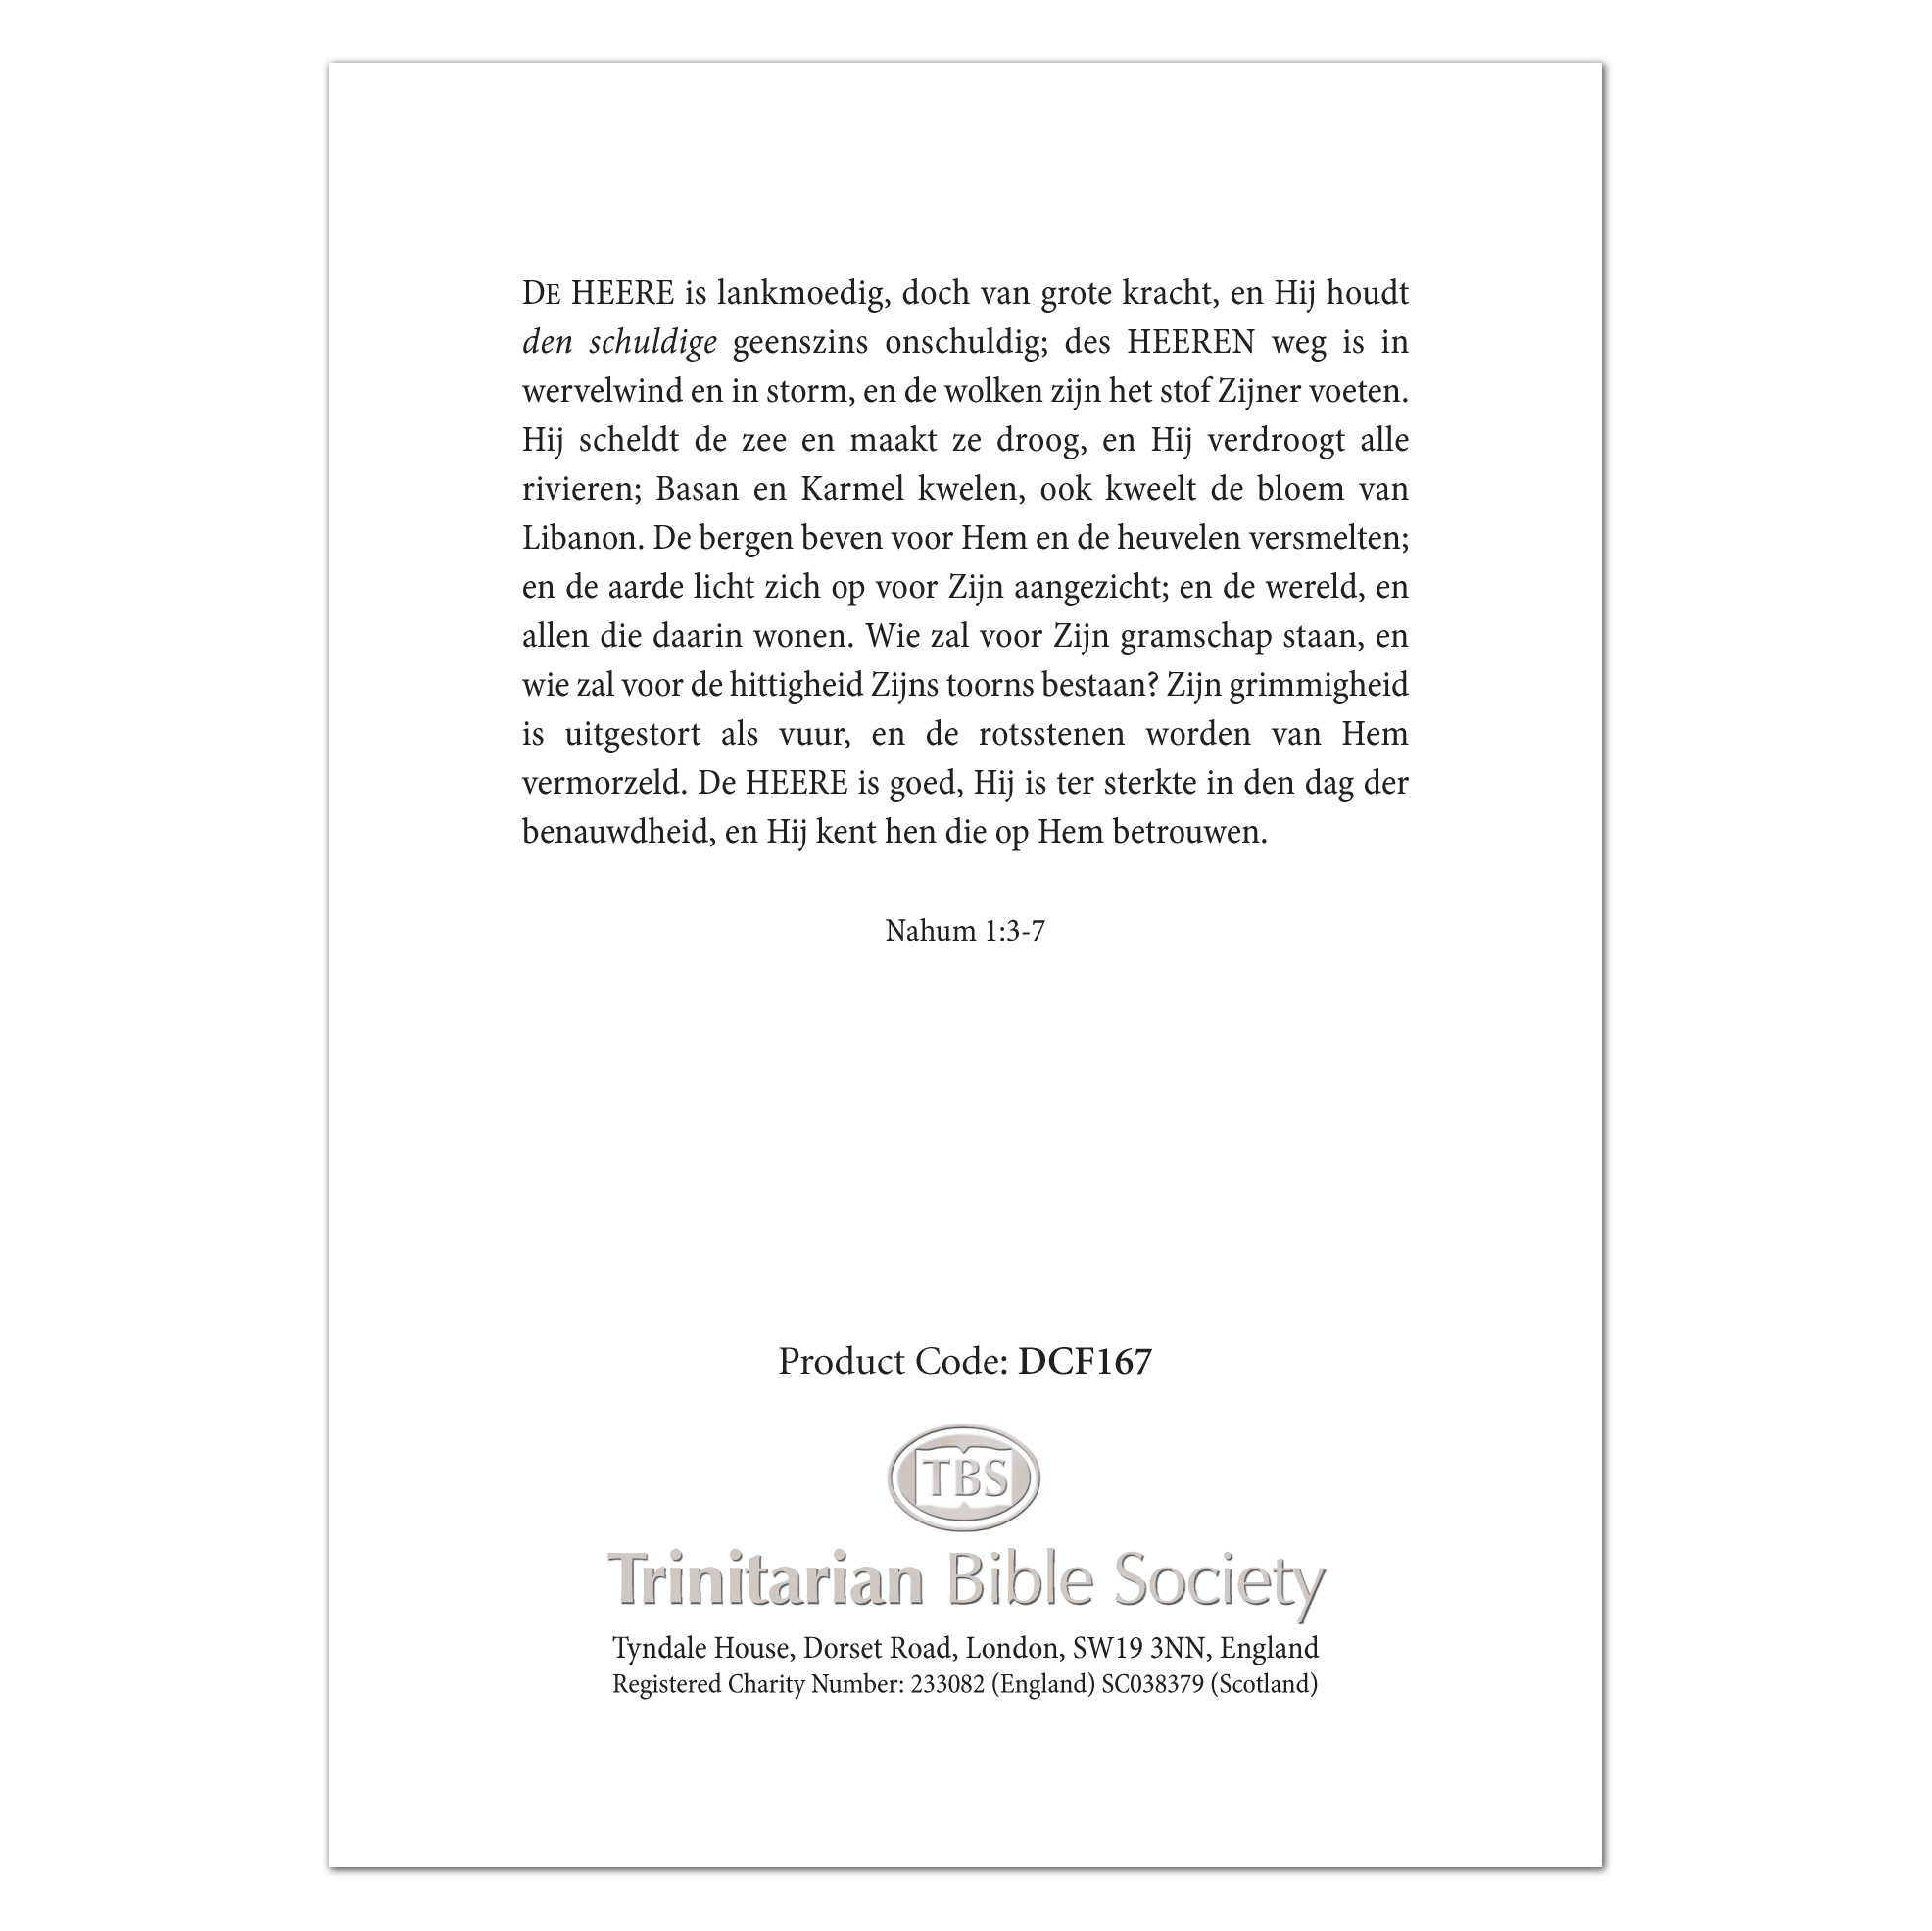 DE HEERE is lankmoedig, doch van grote kracht, en Hij houdt
den schuldige geenszins onschuldig; des HEEREN weg is in
wervelwind en in storm, en de wolken zijn het stof Zijner voeten.
Hij scheldt de zee en maakt ze droog, en Hij verdroogt alle
rivieren; Basan en Karmel kwelen, ook kweelt de bloem van
Libanon. De bergen beven voor Hem en de heuvelen versmelten;
en de aarde licht zich op voor Zijn aangezicht; en de wereld, en
allen die daarin wonen. Wie zal voor Zijn gramschap staan, en
wie zal voor de hittigheid Zijns toorns bestaan? Zijn grimmigheid
is uitgestort als vuur, en de rotsstenen worden van Hem
vermorzeld. De HEERE is goed, Hij is ter sterkte in den dag der
benauwdheid, en Hij kent hen die op Hem betrouwen.
Nahum 1:3-7
Product Code: DCF167
TBS
Trinitarian Bible Society
Tyndale House, Dorset Road, London, SW19 3NN, England
Registered Charity Number: 233082 (England) SC038379 (Scotland)